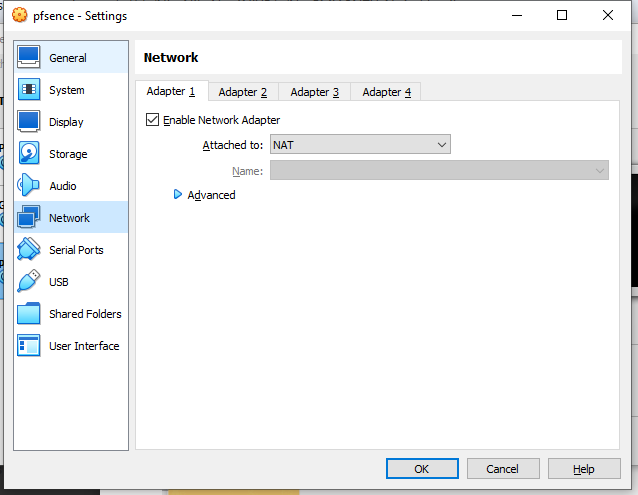 pfsence - Settings
General
System
Display
Storage
Audio
Network
Serial Ports
USB
Shared Folders
User Interface
Network
Adapter 1 Adapter 2 Adapter 3 Adapter 4
Enable Network Adapter
Attached to: NAT
Name:
Advanced
OK Cancel Help